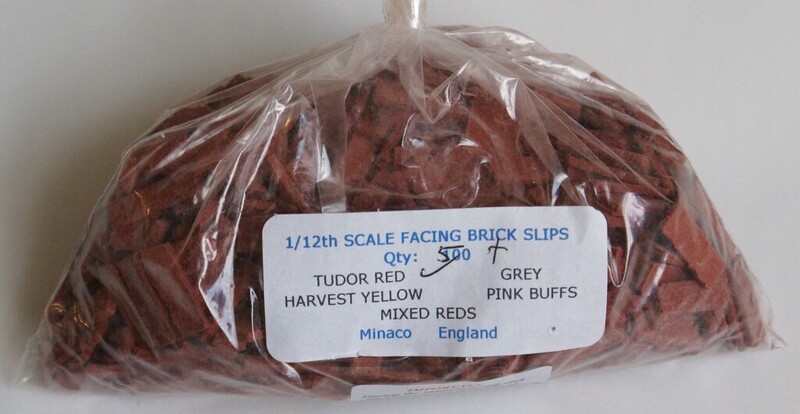 1/12th SCALE FACING BRICK SLIPS
Qty: 500 +
TUDOR RED GREY
HARVEST YELLOW PINK BUFFS
MIXED REDS
Minaco England